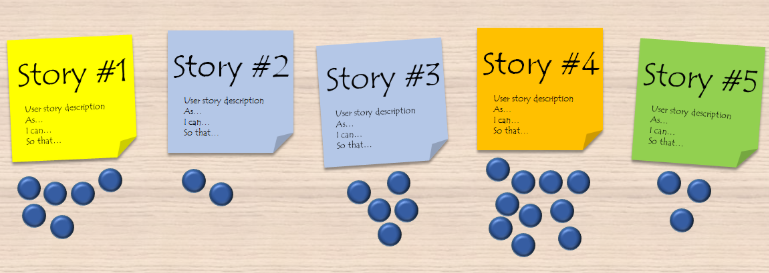 Story #1
User story description
As...
I can...
So that...
Story #2
User story description
As...
I can...
So that...
Story #3
User story description
As...
I can...
So that...
Story #4
User story description
As...
I can...
So that...
Story #5
User story description
As...
I can...
So that...